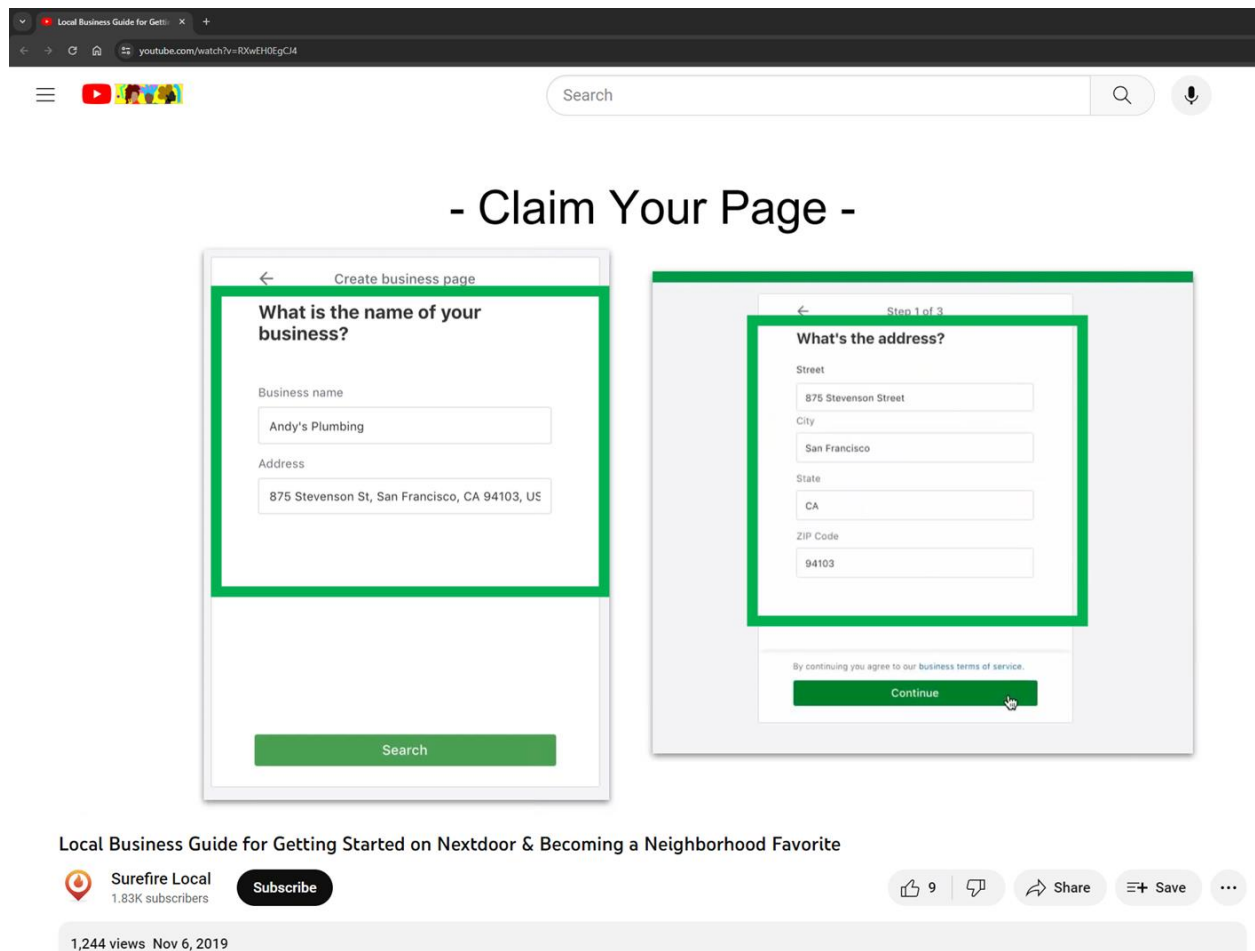 Local Business Guide for Getti
youtube.com/watch?v=RXwEH0EgCJ4
Search
- Claim Your Page -
Create business page
What is the name of your
business?
Business name
Andy's Plumbing
Address
875 Stevenson St, San Francisco, CA 94103, US
Search
Step 1 of 3
What's the address?
Street
875 Stevenson Street
City
San Francisco
State
CA
ZIP Code
94103
By continuing you agree to our business terms of service.
Continue
Local Business Guide for Getting Started on Nextdoor & Becoming a Neighborhood Favorite
Surefire Local
1.83K subscribers
Subscribe
9
Share
Save
1,244 views Nov 6, 2019